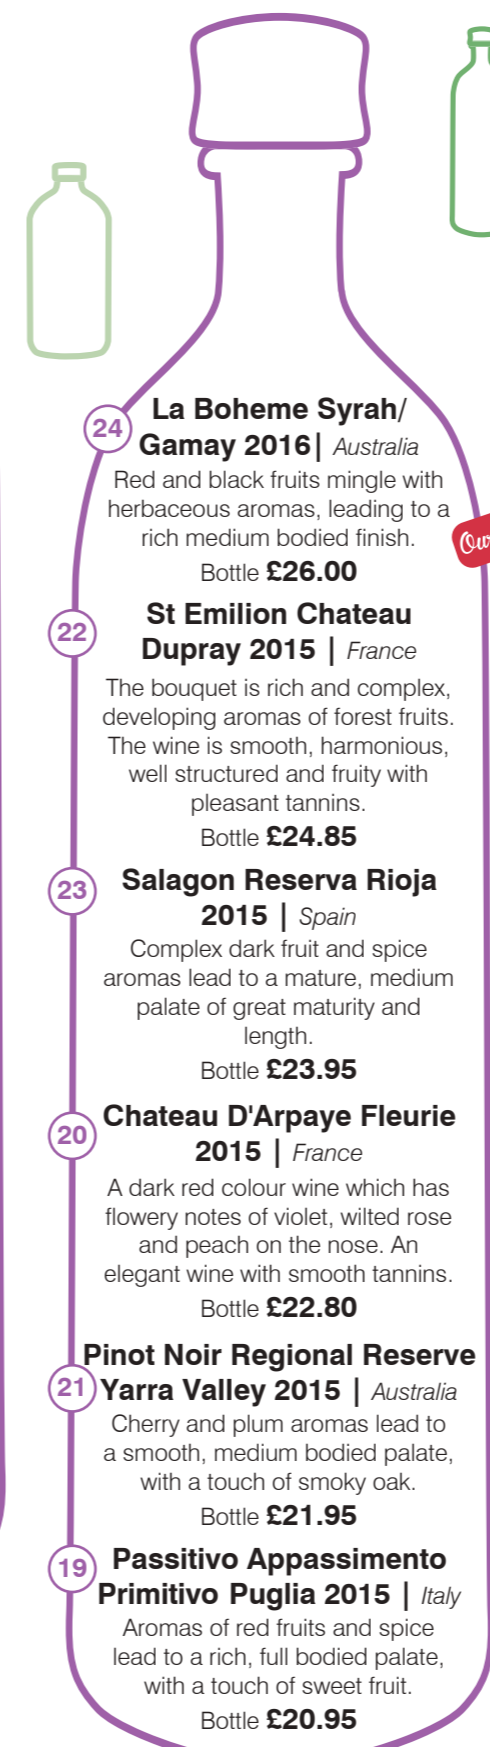 24
La Boheme Syrah/
Gamay 2016| Australia
Red and black fruits mingle with
herbaceous aromas, leading to a
rich medium bodied finish.
Bottle £26.00
22
St Emilion Chateau
Dupray 2015 | France
The bouquet is rich and complex,
developing aromas of forest fruits.
The wine is smooth, harmonious,
well structured and fruity with
pleasant tannins.
Bottle £24.85
23
Salagon Reserva Rioja
2015 | Spain
Complex dark fruit and spice
aromas lead to a mature, medium
palate of great maturity and
length.
Bottle £23.95
20
Chateau D'Arpaye Fleurie
2015 | France
A dark red colour wine which has
flowery notes of violet, wilted rose
and peach on the nose. An
elegant wine with smooth tannins.
Bottle £22.80
21
Pinot Noir Regional Reserve
Yarra Valley 2015 | Australia
Cherry and plum aromas lead to
a smooth, medium bodied palate,
with a touch of smoky oak.
Bottle £21.95
19
Passitivo Appassimento
Primitivo Puglia 2015 | Italy
Aromas of red fruits and spice
lead to a rich, full bodied palate,
with a touch of sweet fruit.
Bottle £20.95